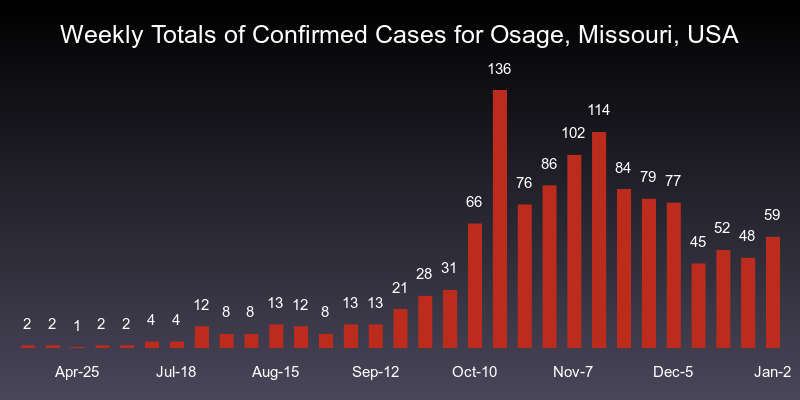 Weekly Totals of Confirmed Cases for Osage, Missouri, USA
2 2 1 2 2 4 4 12 8 8 13 12 8 13 13 21 28 31 66 136 76 86 102 114 84 79 77 45 52 48 59
Apr-25 Jul-18 Aug-15 Sep-12 Oct-10 Nov-7 Dec-5 Jan-2